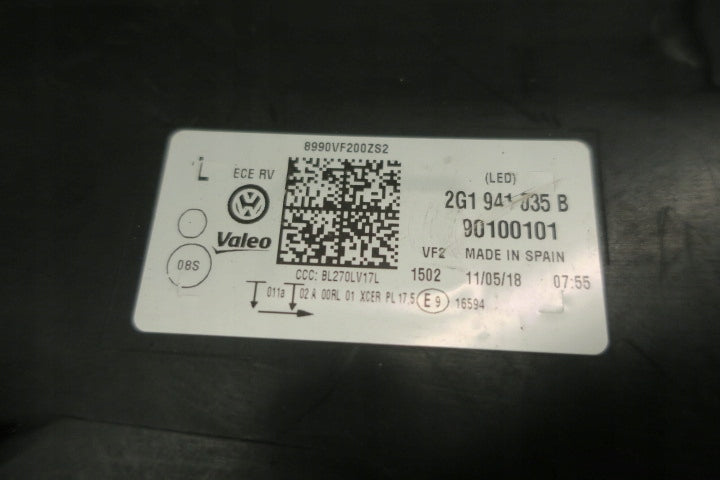 8990VF200ZS2
L ECE RV
(LED)
2G1 941 035 B
90100101
Valeo
VF2 MADE IN SPAIN
08S
CCC: BL270LV17L
1502 11/05/18 07:55
011a 02 A 00RL 01 XCER PL 17,5 E9 16594